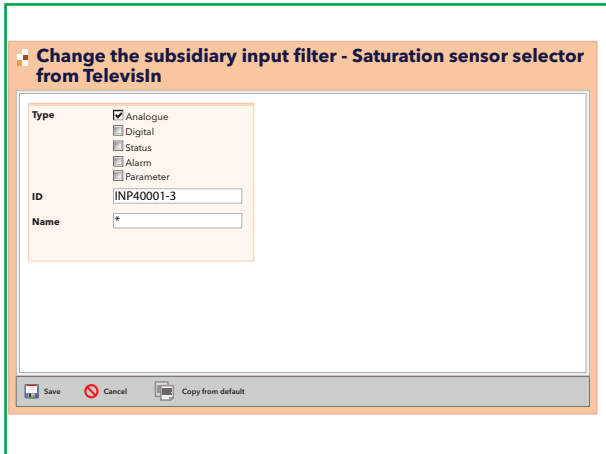 Change the subsidiary input filter - Saturation sensor selector
from TelevisIn
Type
Analogue
Digital
Status
Alarm
Parameter
ID INP40001-3
Name *
Save Cancel Copy from default